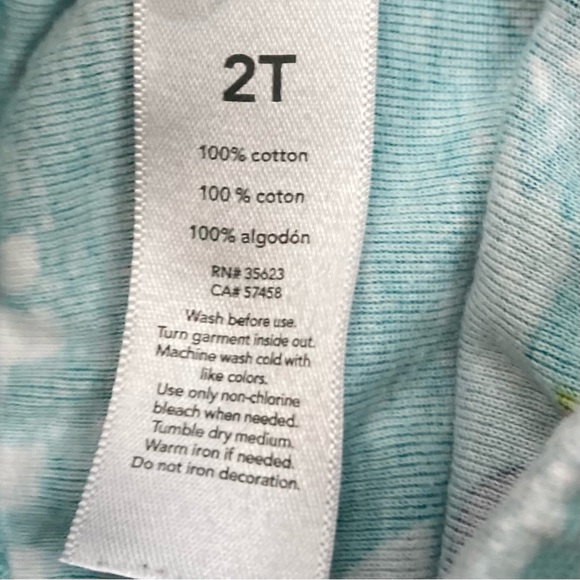 2T
100% cotton
100 % coton
100% algodón
RN# 35623
CA# 57458
Wash before use.
Turn garment inside out.
Machine wash cold with
like colors.
Use only non-chlorine
bleach when needed.
Tumble dry medium.
Warm iron if needed.
Do not iron decoration.